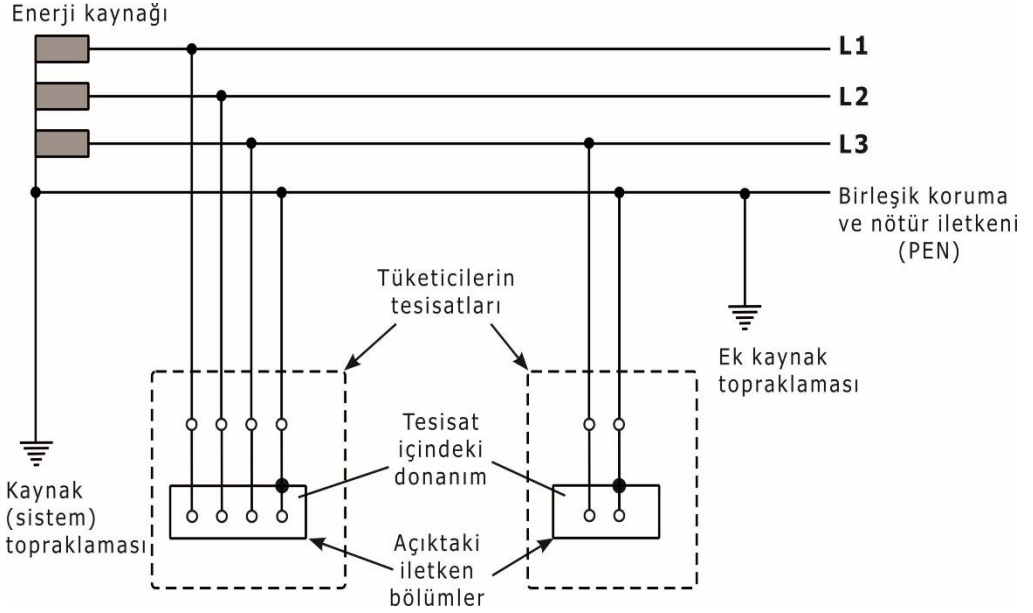 Enerji kaynağı
L1
L2
L3
Birleşik koruma
ve nötür iletkeni
(PEN)
Tüketicilerin
tesisatları
Ek kaynak
topraklaması
Tesisat
içindeki
donanım
Kaynak
(sistem)
topraklaması
Açıktaki
iletken
bölümler